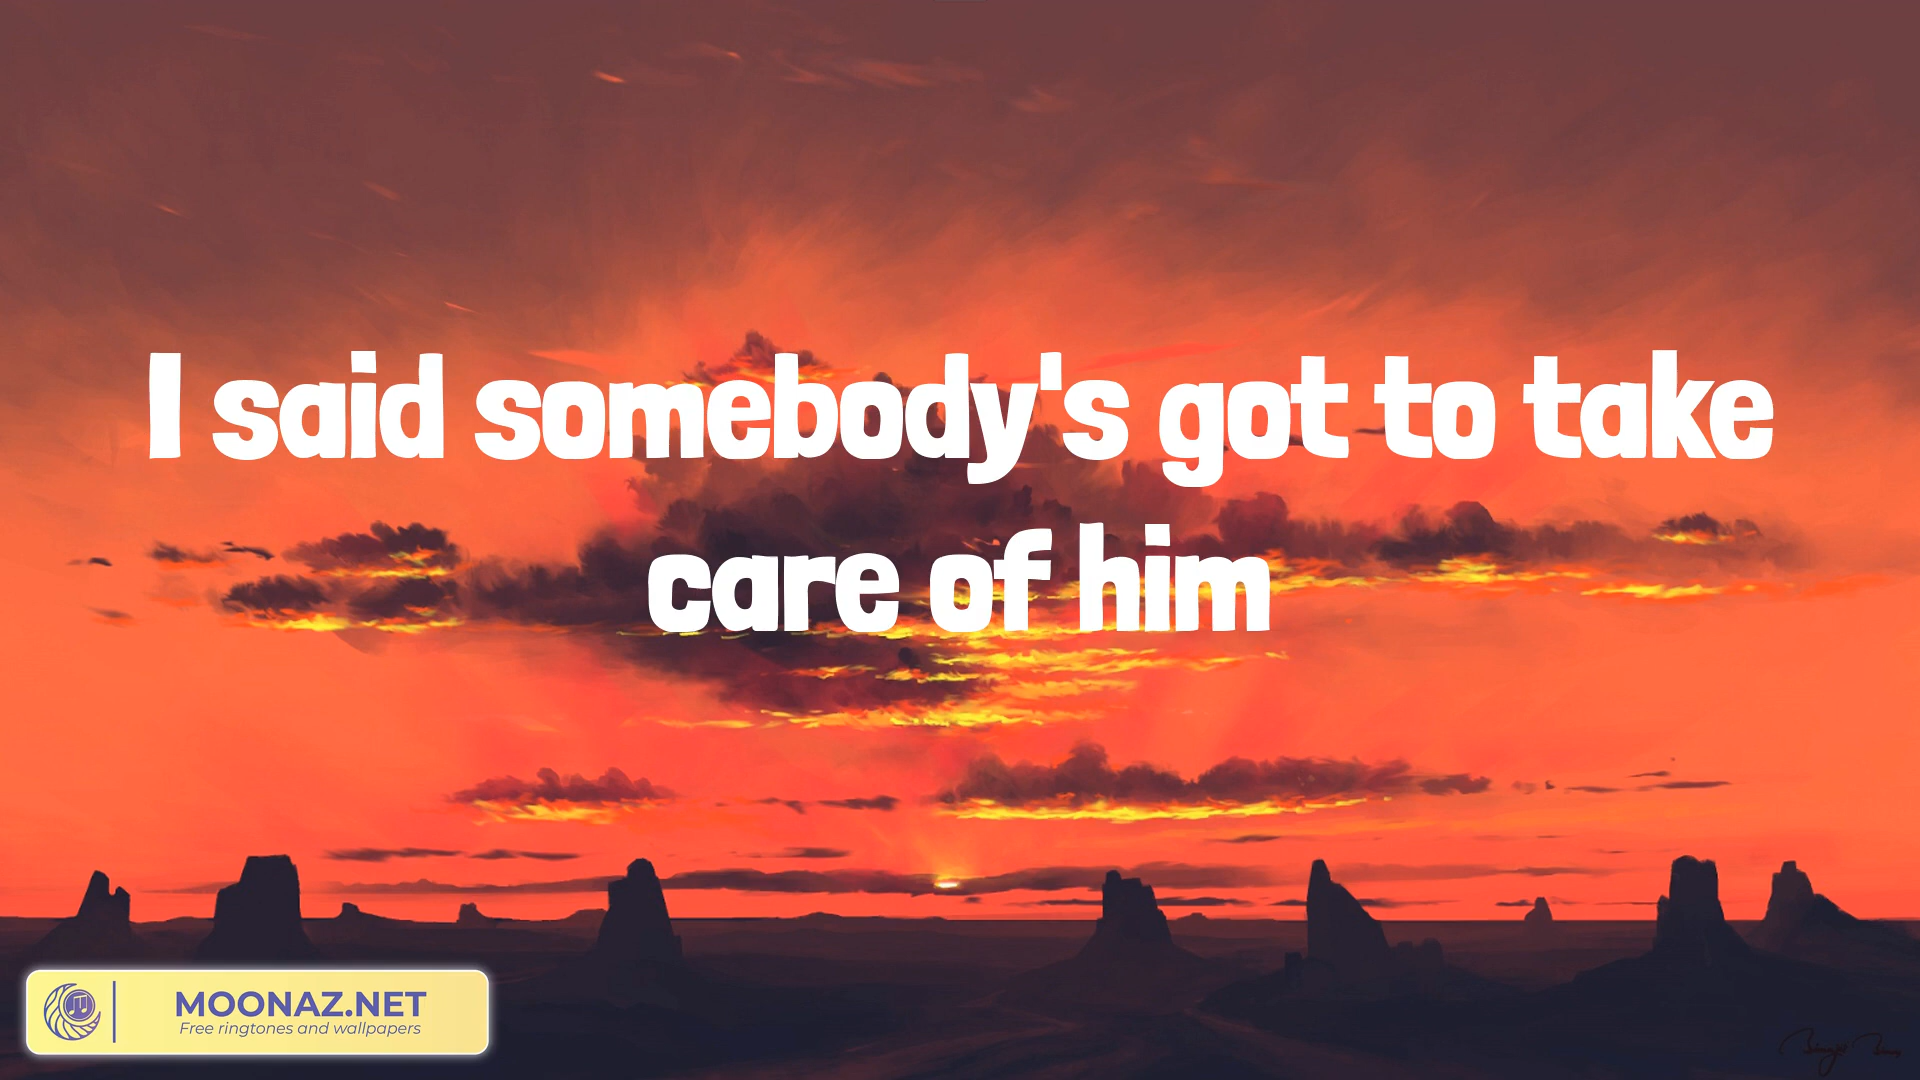 I said somebody's got to take
care of him
MOONAZ.NET
Free ringtones and wallpapers